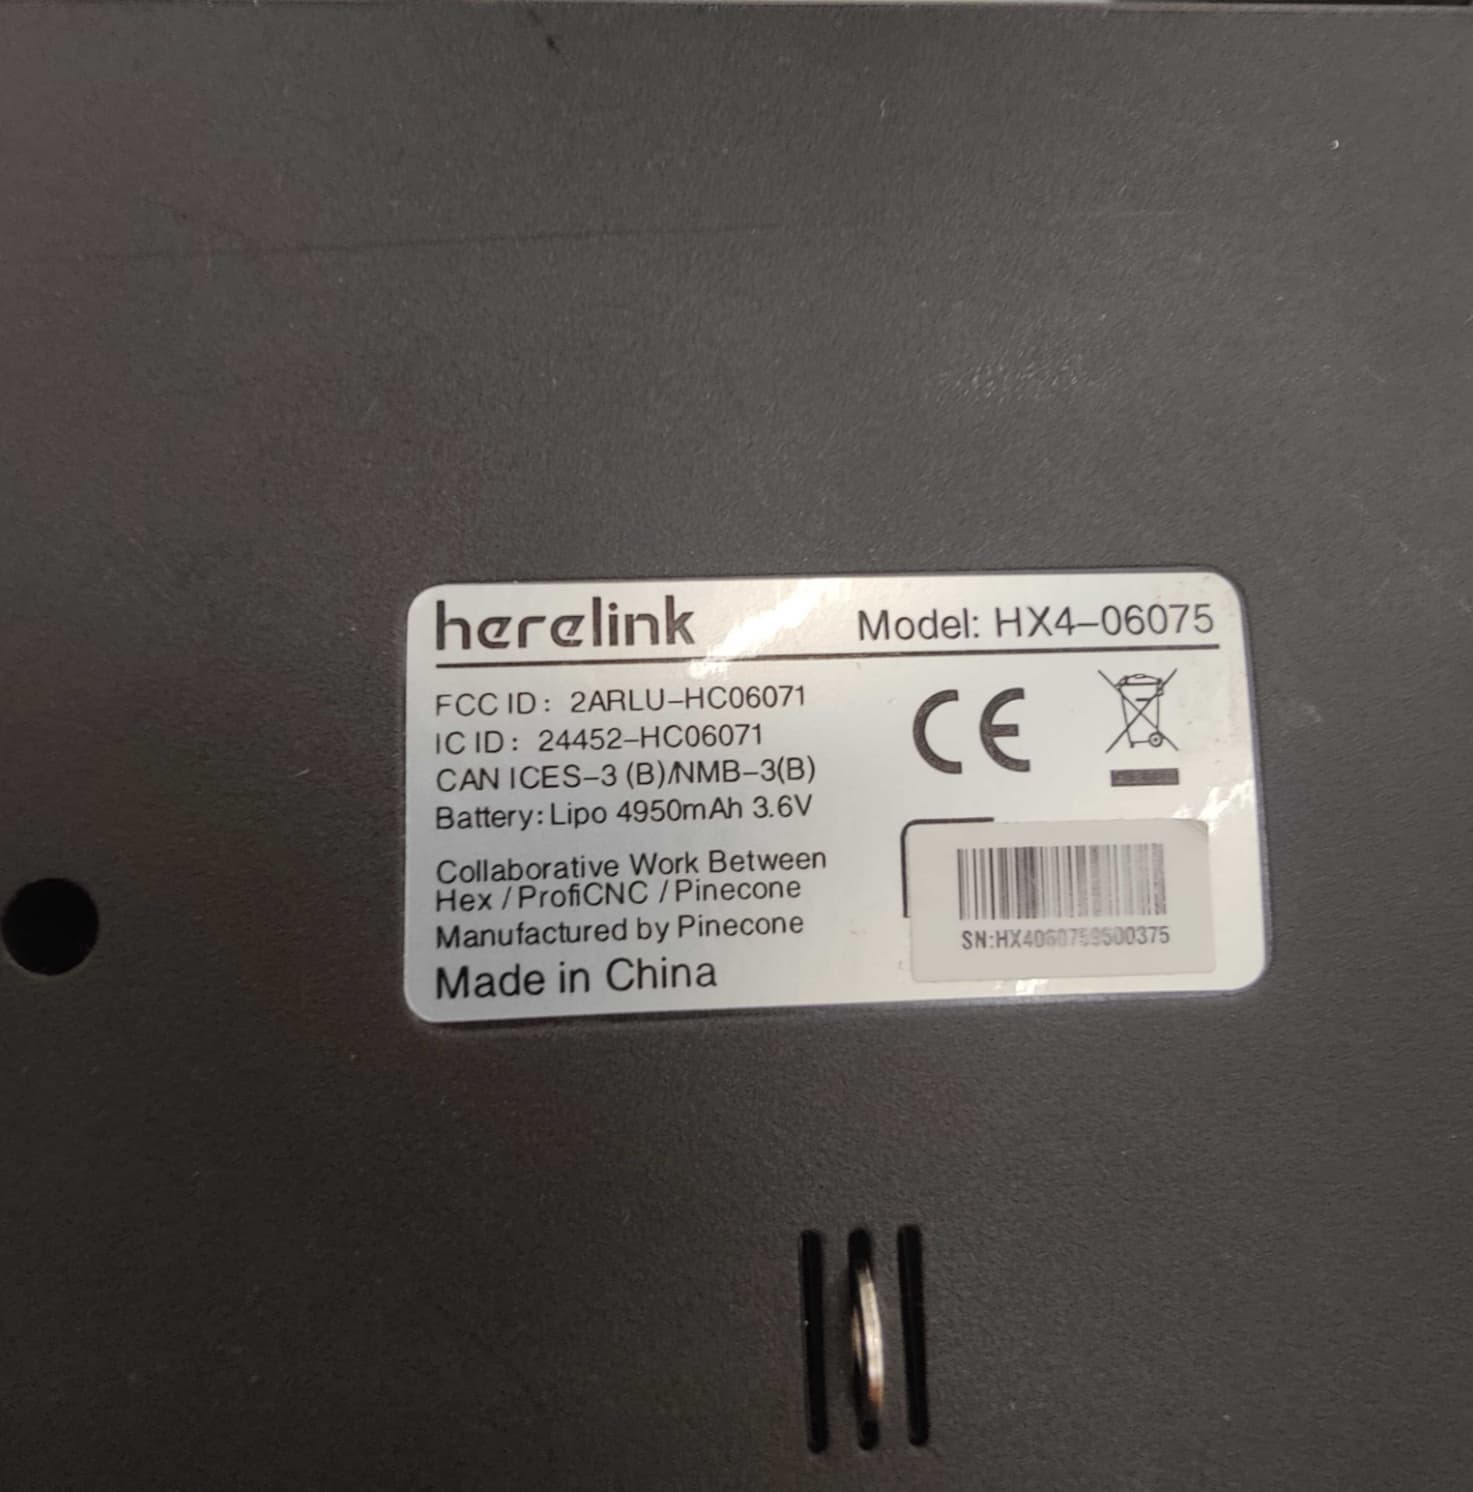 herelink
Model: HX4-06075
FCC ID: 2ARLU-HC06071
IC ID: 24452-HC06071
CAN ICES-3 (B)/NMB-3(B)
Battery: Lipo 4950mAh 3.6V
Collaborative Work Between
Hex / ProfiCNC / Pinecone
Manufactured by Pinecone
Made in China
CE